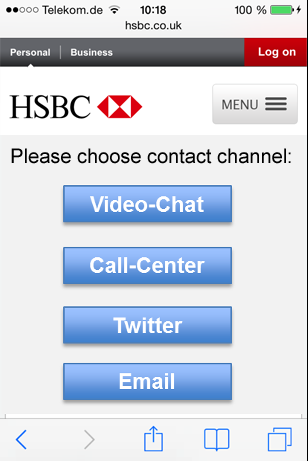 Telekom.de 10:18 100 %
hsbc.co.uk
Personal Business Log on
HSBC MENU
Please choose contact channel:
Video-Chat
Call-Center
Twitter
Email